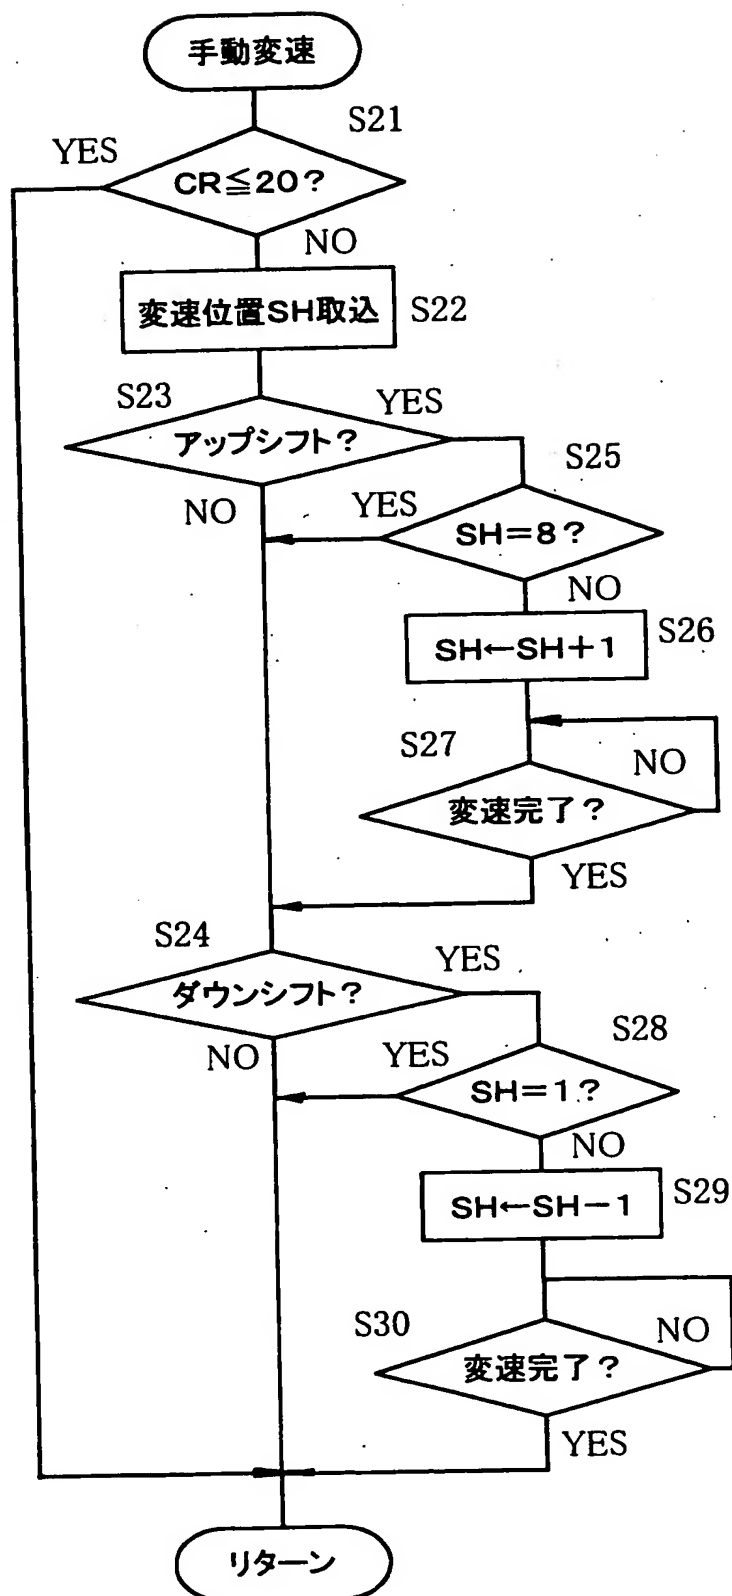 手動変速
S21
YES
CR≦20?
NO
変速位置SH取込
S22
S23
YES
アップシフト?
S25
NO
YES
SH=8?
NO
SH←SH+1
S26
S27
NO
変速完了?
YES
S24
YES
ダウンシフト?
S28
NO
YES
SH=1?
NO
SH←SH-1
S29
S30
NO
変速完了?
YES
リターン